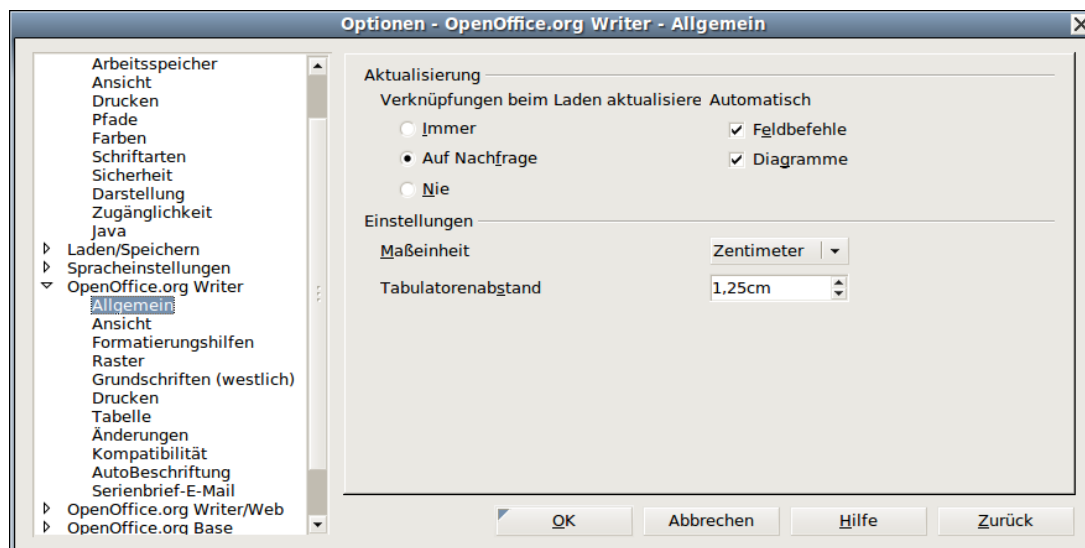 Optionen - OpenOffice.org Writer - Allgemein
Arbeitsspeicher
Ansicht
Drucken
Pfade
Farben
Schriftarten
Sicherheit
Darstellung
Zugänglichkeit
Java
Laden/Speichern
Spracheinstellungen
OpenOffice.org Writer
Allgemein
Ansicht
Formatierungshilfen
Raster
Grundschriften (westlich)
Drucken
Tabelle
Änderungen
Kompatibilität
AutoBeschriftung
Serienbrief-E-Mail
OpenOffice.org Writer/Web
OpenOffice.org Base
Aktualisierung
Verknüpfungen beim Laden aktualisiere Automatisch
Immer Feldbefehle
Auf Nachfrage Diagramme
Nie
Einstellungen
Maßeinheit Zentimeter
Tabulatorenabstand 1,25cm
OK Abbrechen Hilfe Zurück